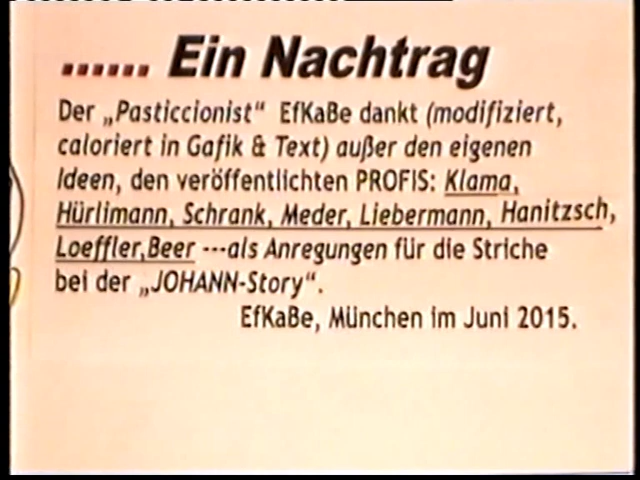 ...... Ein Nachtrag
Der „Pasticcionist“ EfKaBe dankt (modifiziert,
caloriert in Gafik & Text) außer den eigenen
Ideen, den veröffentlichten PROFIS: Klama,
Hürlimann, Schrank, Meder, Liebermann, Hanitzsch,
Loeffler,Beer ---als Anregungen für die Striche
bei der „JOHANN-Story“.
EfKaBe, München im Juni 2015.